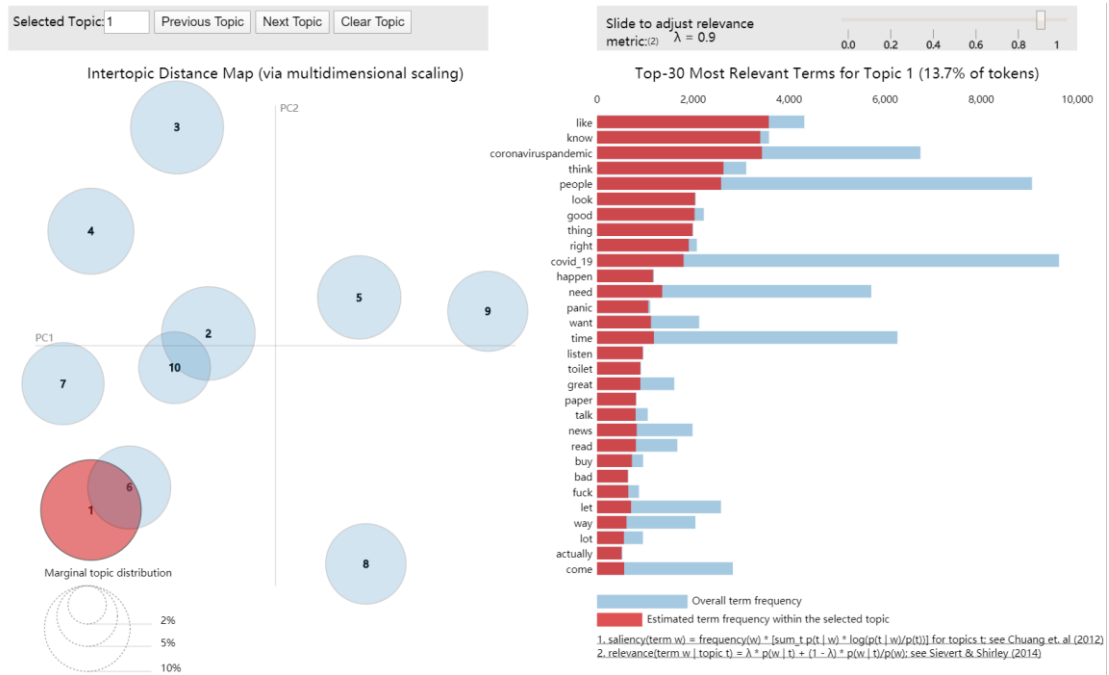 Selected Topic: 1 Previous Topic Next Topic Clear Topic
Slide to adjust relevance
metric:(2) λ = 0.9
0.0 0.2 0.4 0.6 0.8 1
Intertopic Distance Map (via multidimensional scaling)
PC2
PC1
3
4
5
9
2
10
7
6
1
8
Marginal topic distribution
2%
5%
10%
Top-30 Most Relevant Terms for Topic 1 (13.7% of tokens)
0 2,000 4,000 6,000 8,000 10,000
like
know
coronaviruspandemic
think
people
look
good
thing
right
covid_19
happen
need
panic
want
time
listen
toilet
great
paper
talk
news
read
buy
bad
fuck
let
way
lot
actually
come
Overall term frequency
Estimated term frequency within the selected topic
1. saliency(term w) = frequency(w) * [sum_t p(t | w) * log(p(t | w)/p(t))] for topics t; see Chuang et. al (2012)
2. relevance(term w | topic t) = λ * p(w | t) + (1 - λ) * p(w | t)/p(w); see Sievert & Shirley (2014)